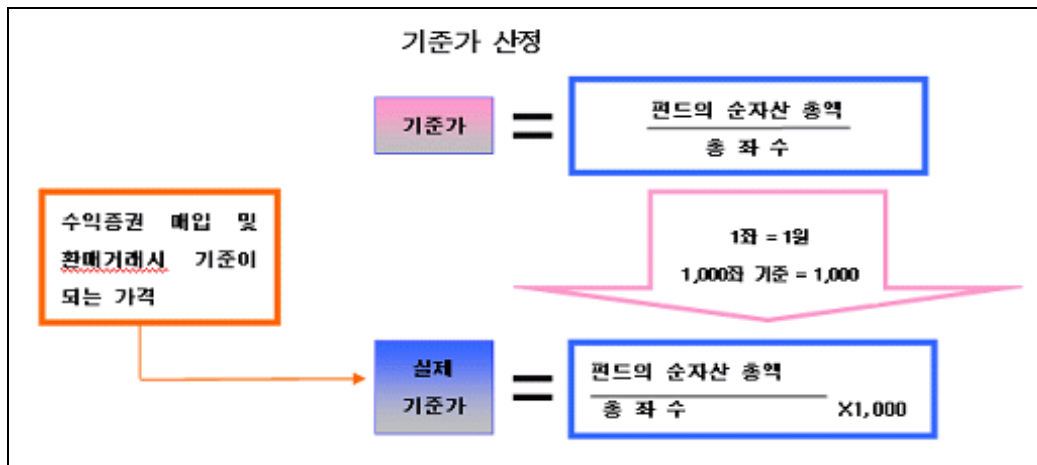 기준가 산정
기준가
=
펀드의 순자산 총액
총 좌 수
수익증권 매입 및
환매거래시 기준이
되는 가격
1좌 = 1원
1,000좌 기준 = 1,000
실제
기준가
=
펀드의 순자산 총액
총 좌 수 X1,000